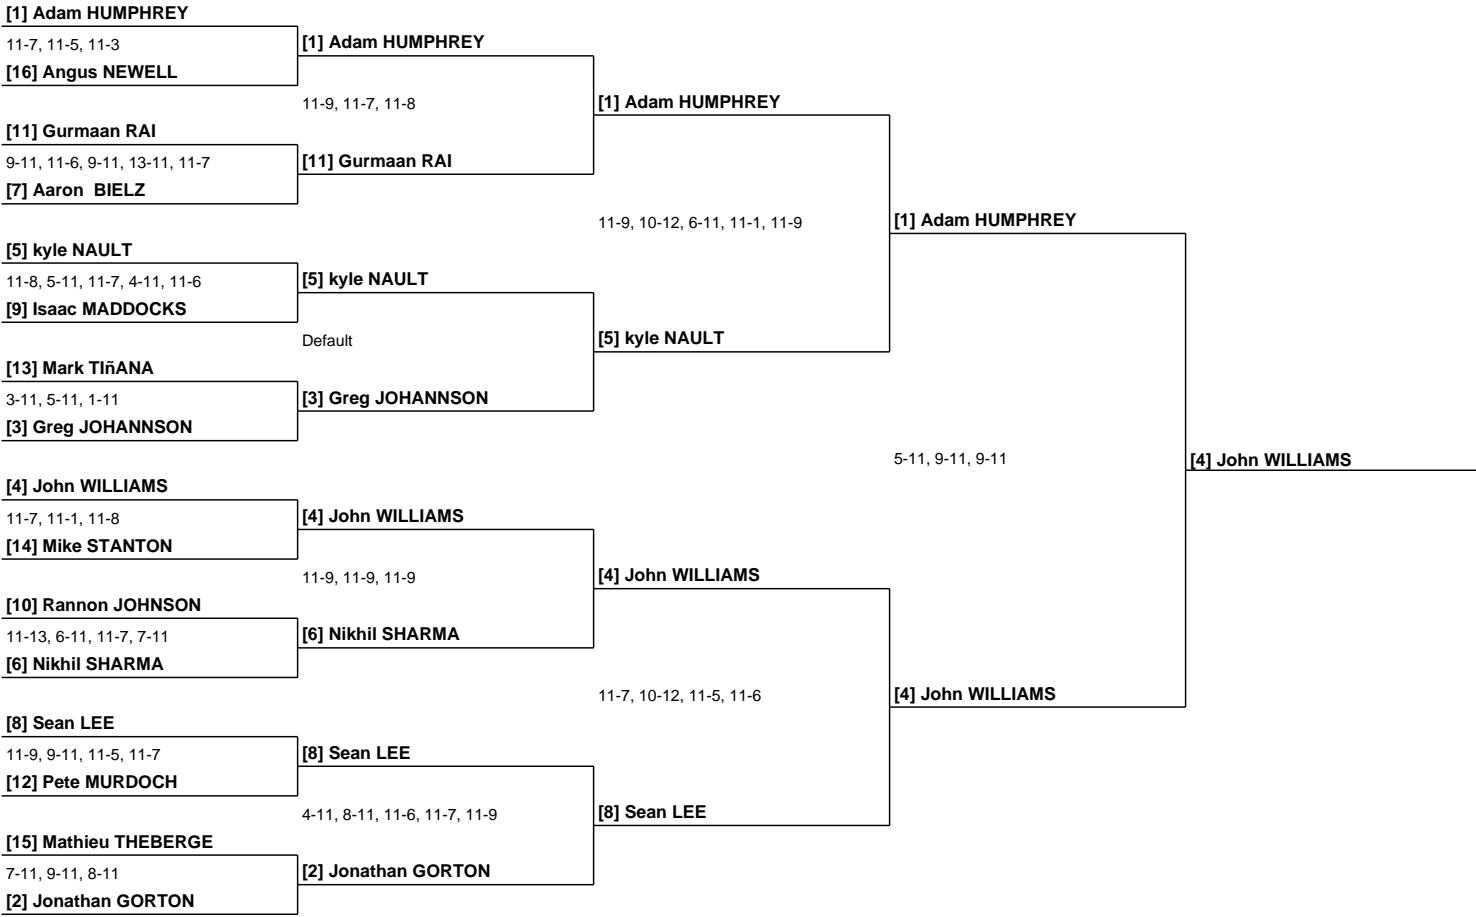 [1] Adam HUMPHREY
11-7, 11-5, 11-3
[16] Angus NEWELL
[11] Gurmaan RAI
9-11, 11-6, 9-11, 13-11, 11-7
[7] Aaron  BIELZ
[5] kyle NAULT
11-8, 5-11, 11-7, 4-11, 11-6
[9] Isaac MADDOCKS
[13] Mark TIñANA
3-11, 5-11, 1-11
[3] Greg JOHANNSON
[4] John WILLIAMS
11-7, 11-1, 11-8
[14] Mike STANTON
[10] Rannon JOHNSON
11-13, 6-11, 11-7, 7-11
[6] Nikhil SHARMA
[8] Sean LEE
11-9, 9-11, 11-5, 11-7
[12] Pete MURDOCH
[15] Mathieu THEBERGE
7-11, 9-11, 8-11
[2] Jonathan GORTON
[1] Adam HUMPHREY
11-9, 11-7, 11-8
[11] Gurmaan RAI
[5] kyle NAULT
Default
[3] Greg JOHANNSON
[4] John WILLIAMS
11-9, 11-9, 11-9
[6] Nikhil SHARMA
[8] Sean LEE
4-11, 8-11, 11-6, 11-7, 11-9
[2] Jonathan GORTON
[1] Adam HUMPHREY
11-9, 10-12, 6-11, 11-1, 11-9
[5] kyle NAULT
[4] John WILLIAMS
11-7, 10-12, 11-5, 11-6
[8] Sean LEE
[1] Adam HUMPHREY
5-11, 9-11, 9-11
[4] John WILLIAMS
[4] John WILLIAMS